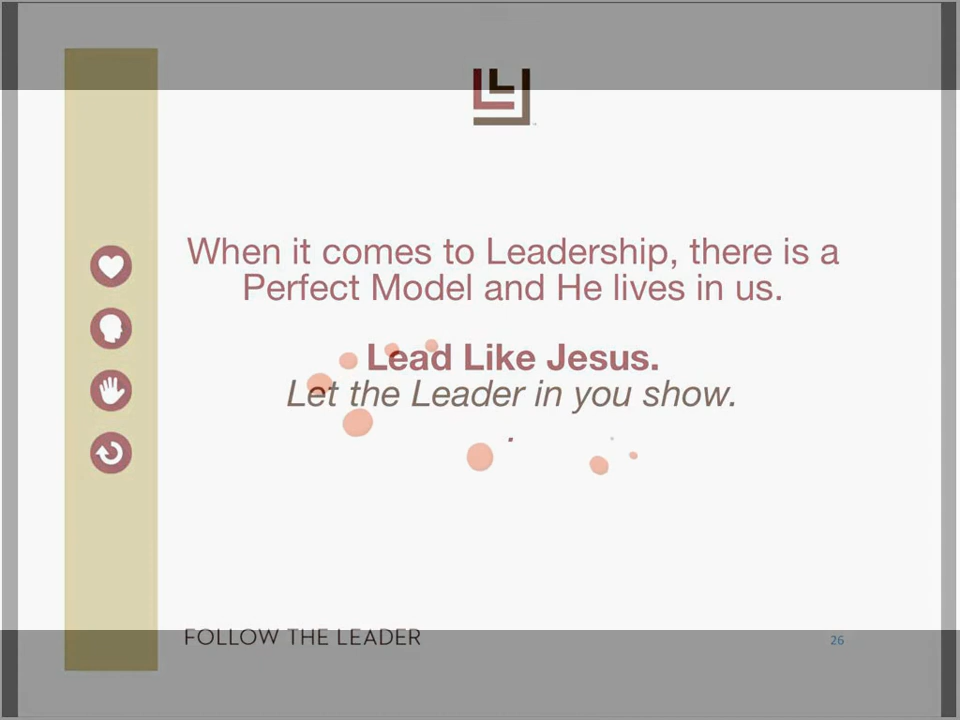 When it comes to Leadership, there is a
Perfect Model and He lives in us.
Lead Like Jesus.
Let the Leader in you show.
.
FOLLOW THE LEADER
26